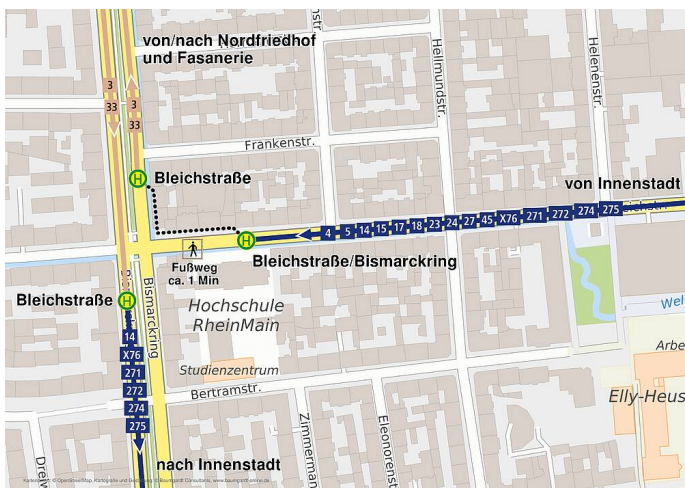 von/nach Nordfriedhof
und Fasanerie
Hellmundstr.
Helenenstr.
3
33
3
33
Frankenstr.
Bleichstraße
von Innenstadt
4 5 14 15 17 18 23 24 27 45 X76 271 272 274 275
Bleichstraße/Bismarckring
Fußweg
ca. 1 Min
Bleichstraße
Bismarckring
Hochschule
RheinMain
Studienzentrum
14
X76
271
272
274
275
Bertramstr.
Elly-Heus
Zimmerman
Eleonorenst
nach Innenstadt